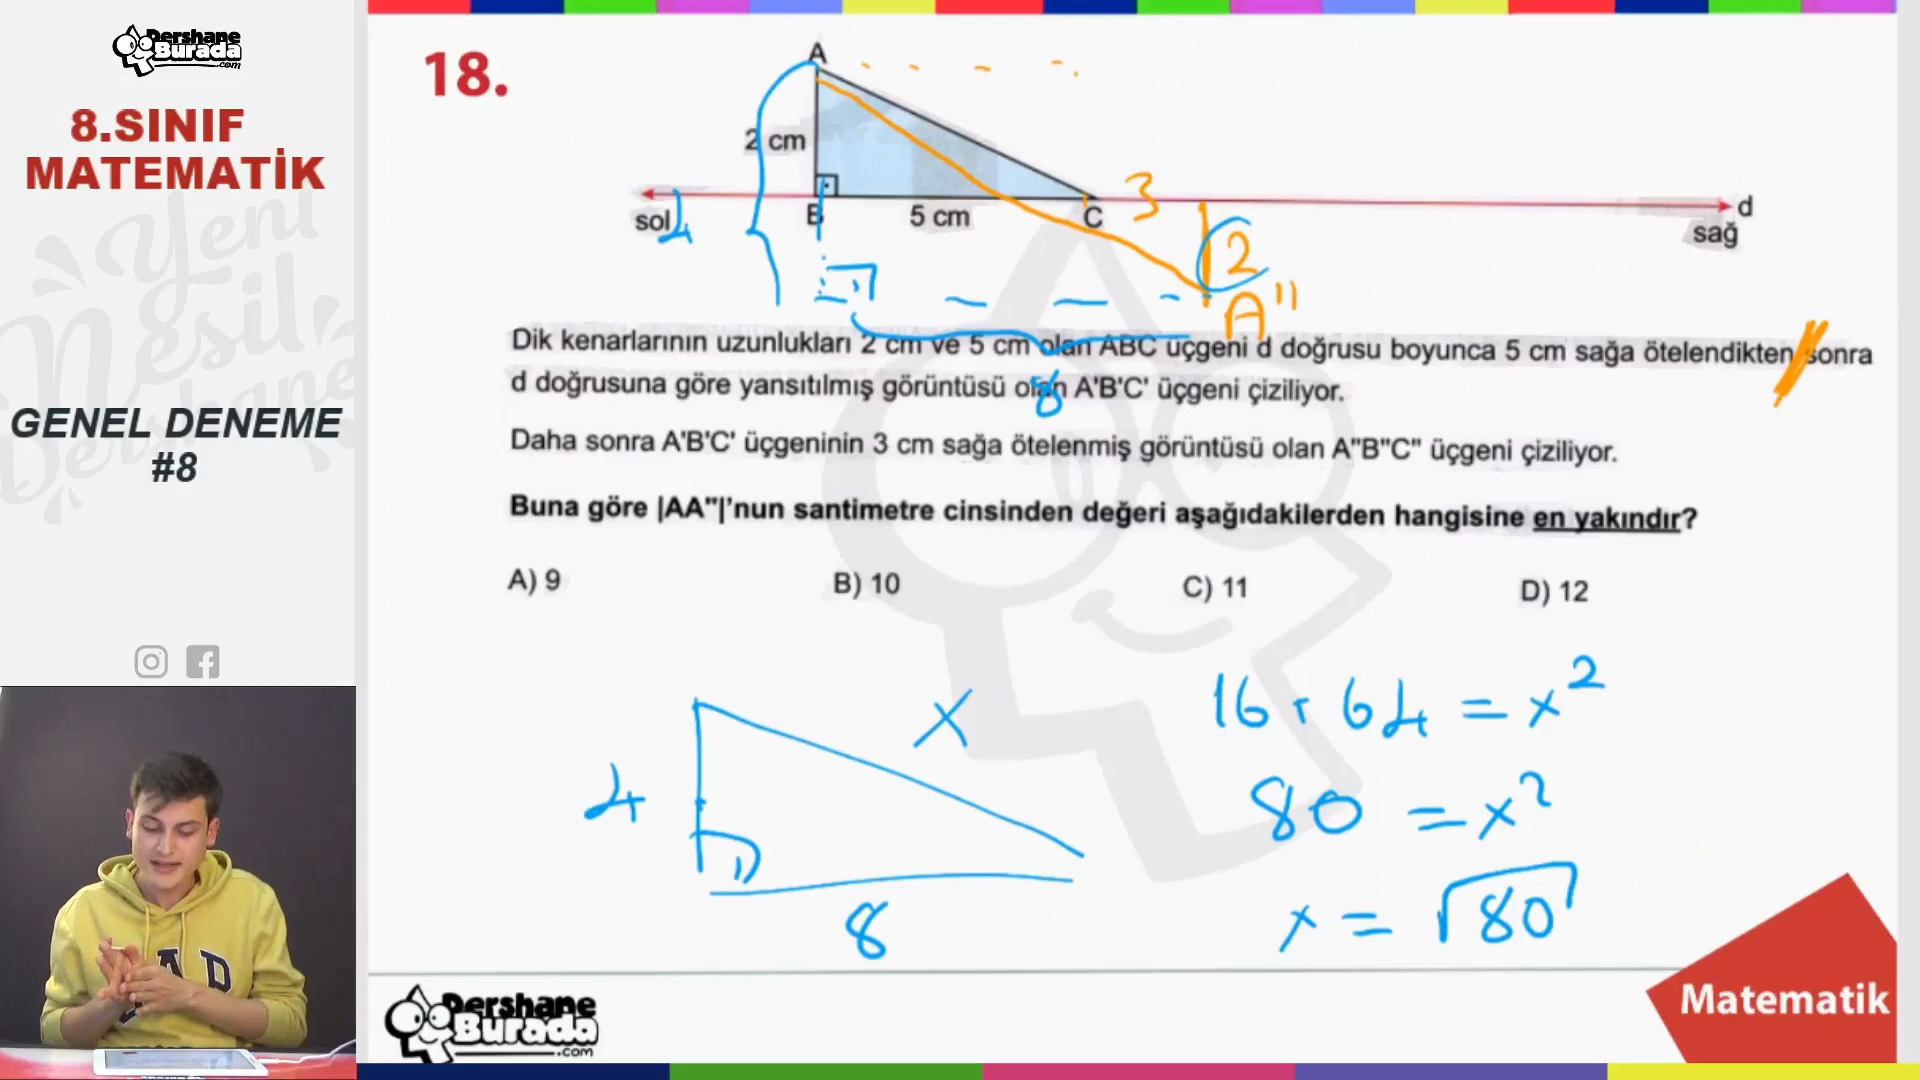 Dershane
Burada
.com
8.SINIF
MATEMATİK
Yeni
Nesil
Dershane
GENEL DENEME
#8
18.
A
2 cm
B
5 cm
C
3
d
sol
4
sağ
2
A"
Dik kenarlarının uzunlukları 2 cm ve 5 cm olan ABC üçgeni d doğrusu boyunca 5 cm sağa ötelendikten sonra
d doğrusuna göre yansıtılmış görüntüsü olan A'B'C' üçgeni çiziliyor.
8
Daha sonra A'B'C' üçgeninin 3 cm sağa ötelenmiş görüntüsü olan A"B"C" üçgeni çiziliyor.
Buna göre |AA"|'nun santimetre cinsinden değeri aşağıdakilerden hangisine en yakındır?
A) 9 B) 10 C) 11 D) 12
4
x
8
16 + 64 = x²
80 = x²
x = √80
Dershane
Burada
.com
Matematik